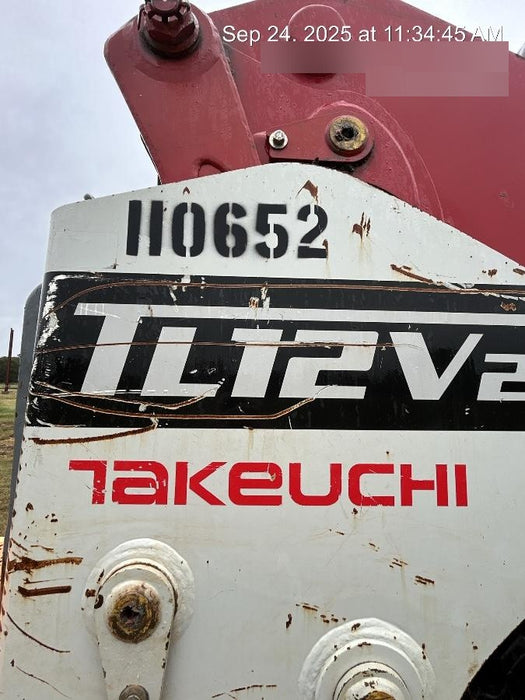 Sep 24. 2025 at 11:34:45 AM
110652
TL12V2
TAKEUCHI